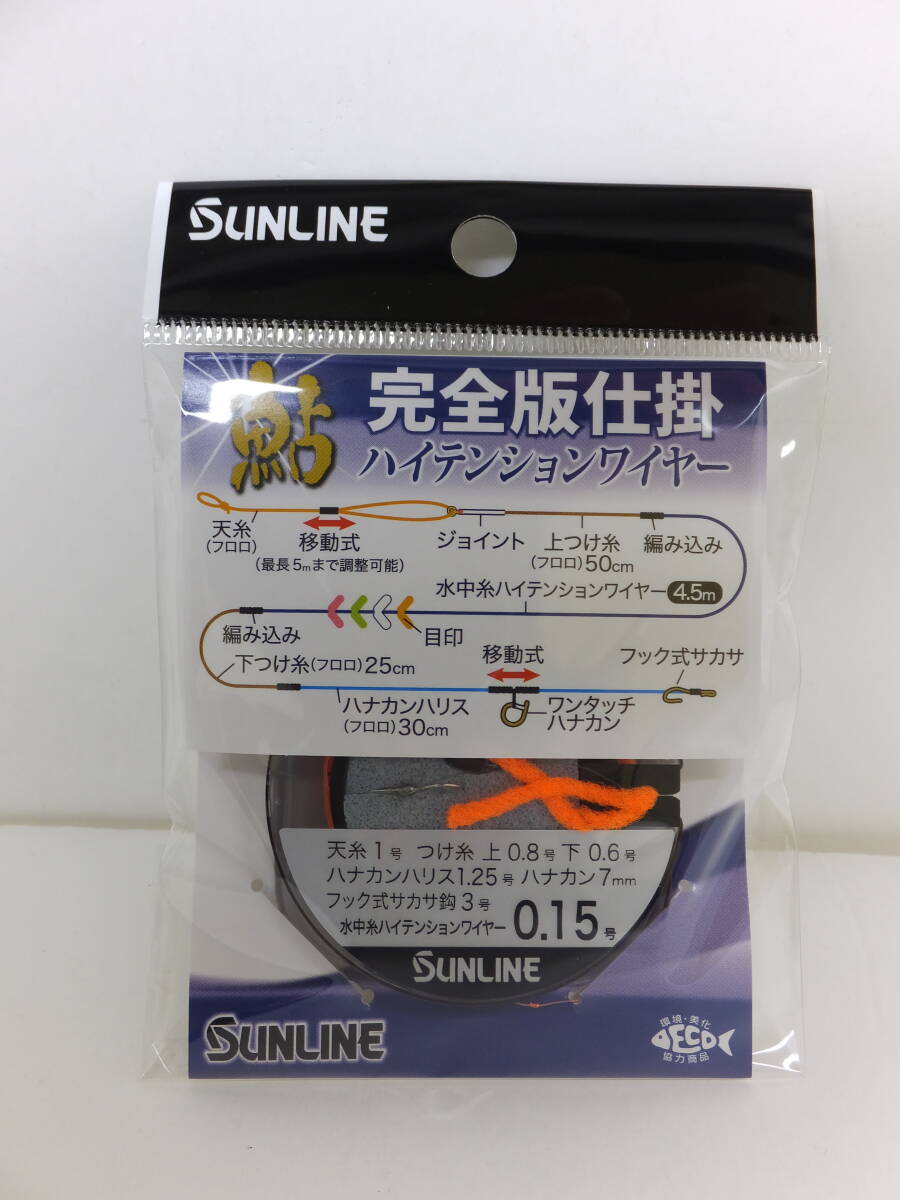 SUNLINE
鮎
完全版仕掛
ハイテンションワイヤー
天糸
(フロロ)
移動式
(最長5mまで調整可能)
ジョイント
上つけ糸
(フロロ)50cm
編み込み
水中糸ハイテンションワイヤー 4.5m
編み込み
目印
下つけ糸(フロロ)25cm
移動式
フック式サカサ
ハナカンハリス
(フロロ)30cm
ワンタッチ
ハナカン
天糸1号 つけ糸 上0.8号 下0.6号
ハナカンハリス1.25号 ハナカン7mm
フック式サカサ鈎3号
水中糸ハイテンションワイヤー 0.15号
SUNLINE
SUNLINE
環境・美化
ECO
協力商品